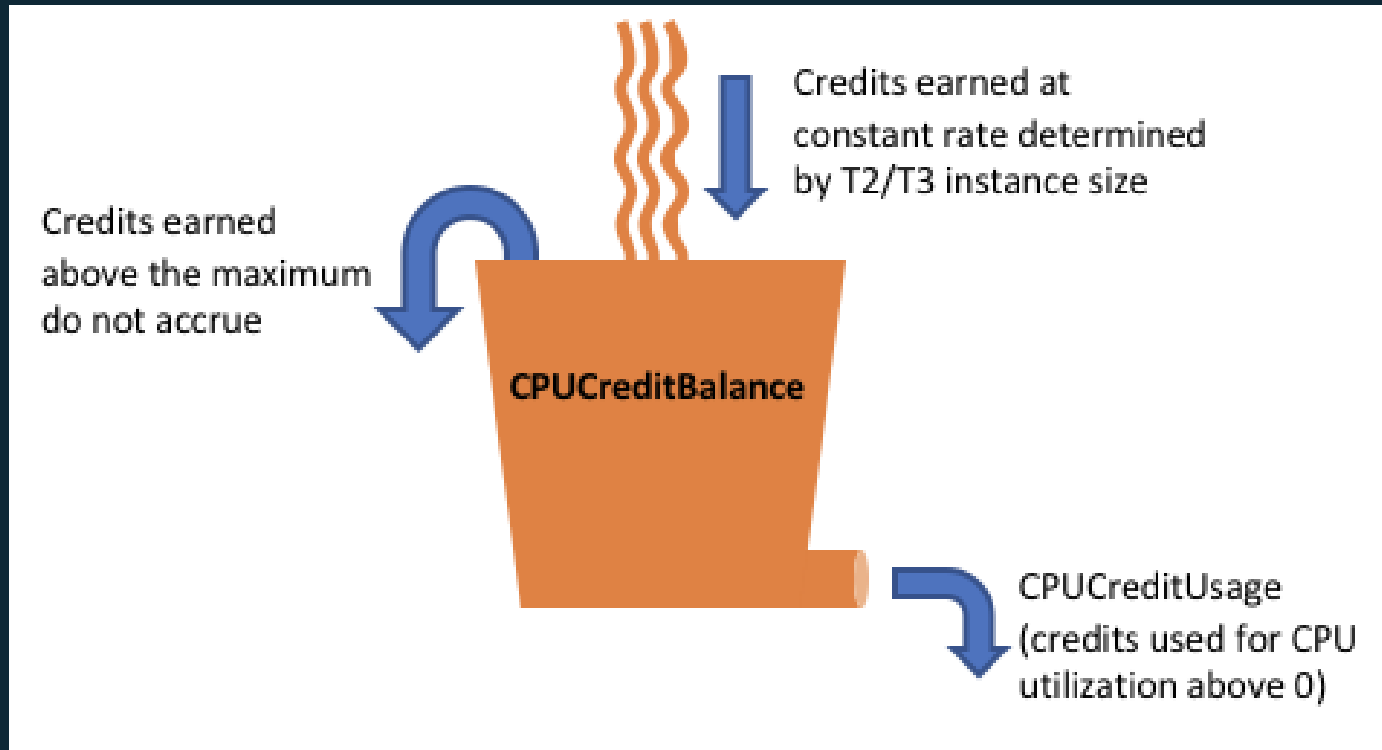 Credits earned at
constant rate determined
by T2/T3 instance size
Credits earned
above the maximum
do not accrue
CPUCreditBalance
CPUCreditUsage
(credits used for CPU
utilization above 0)